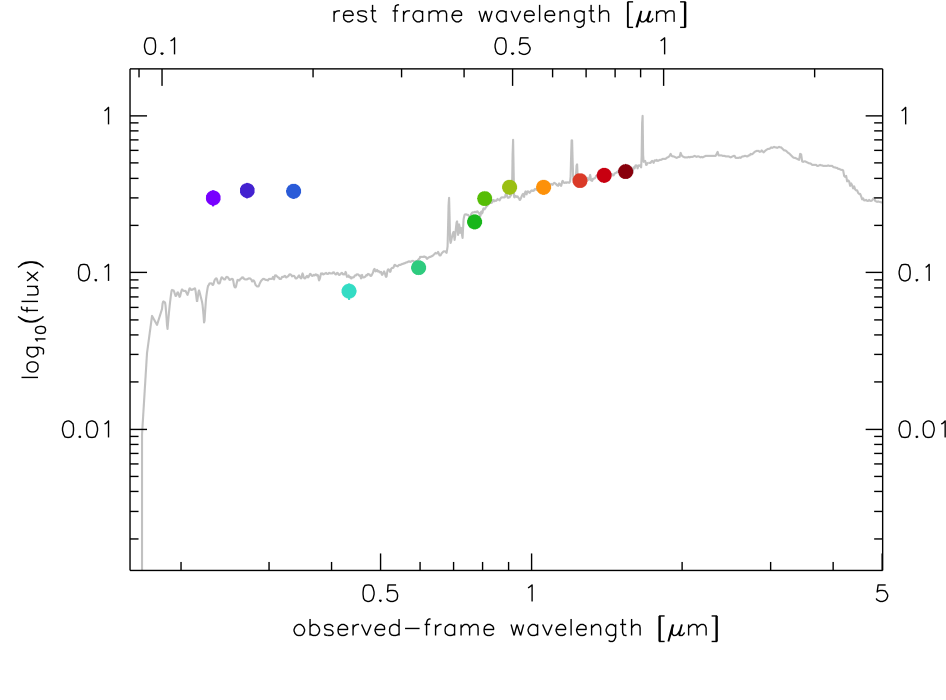 rest frame wavelength [μm]
0.1 0.5 1
1 1
0.1 0.1
log10(flux)
0.01 0.01
0.5 1 5
observed-frame wavelength [μm]